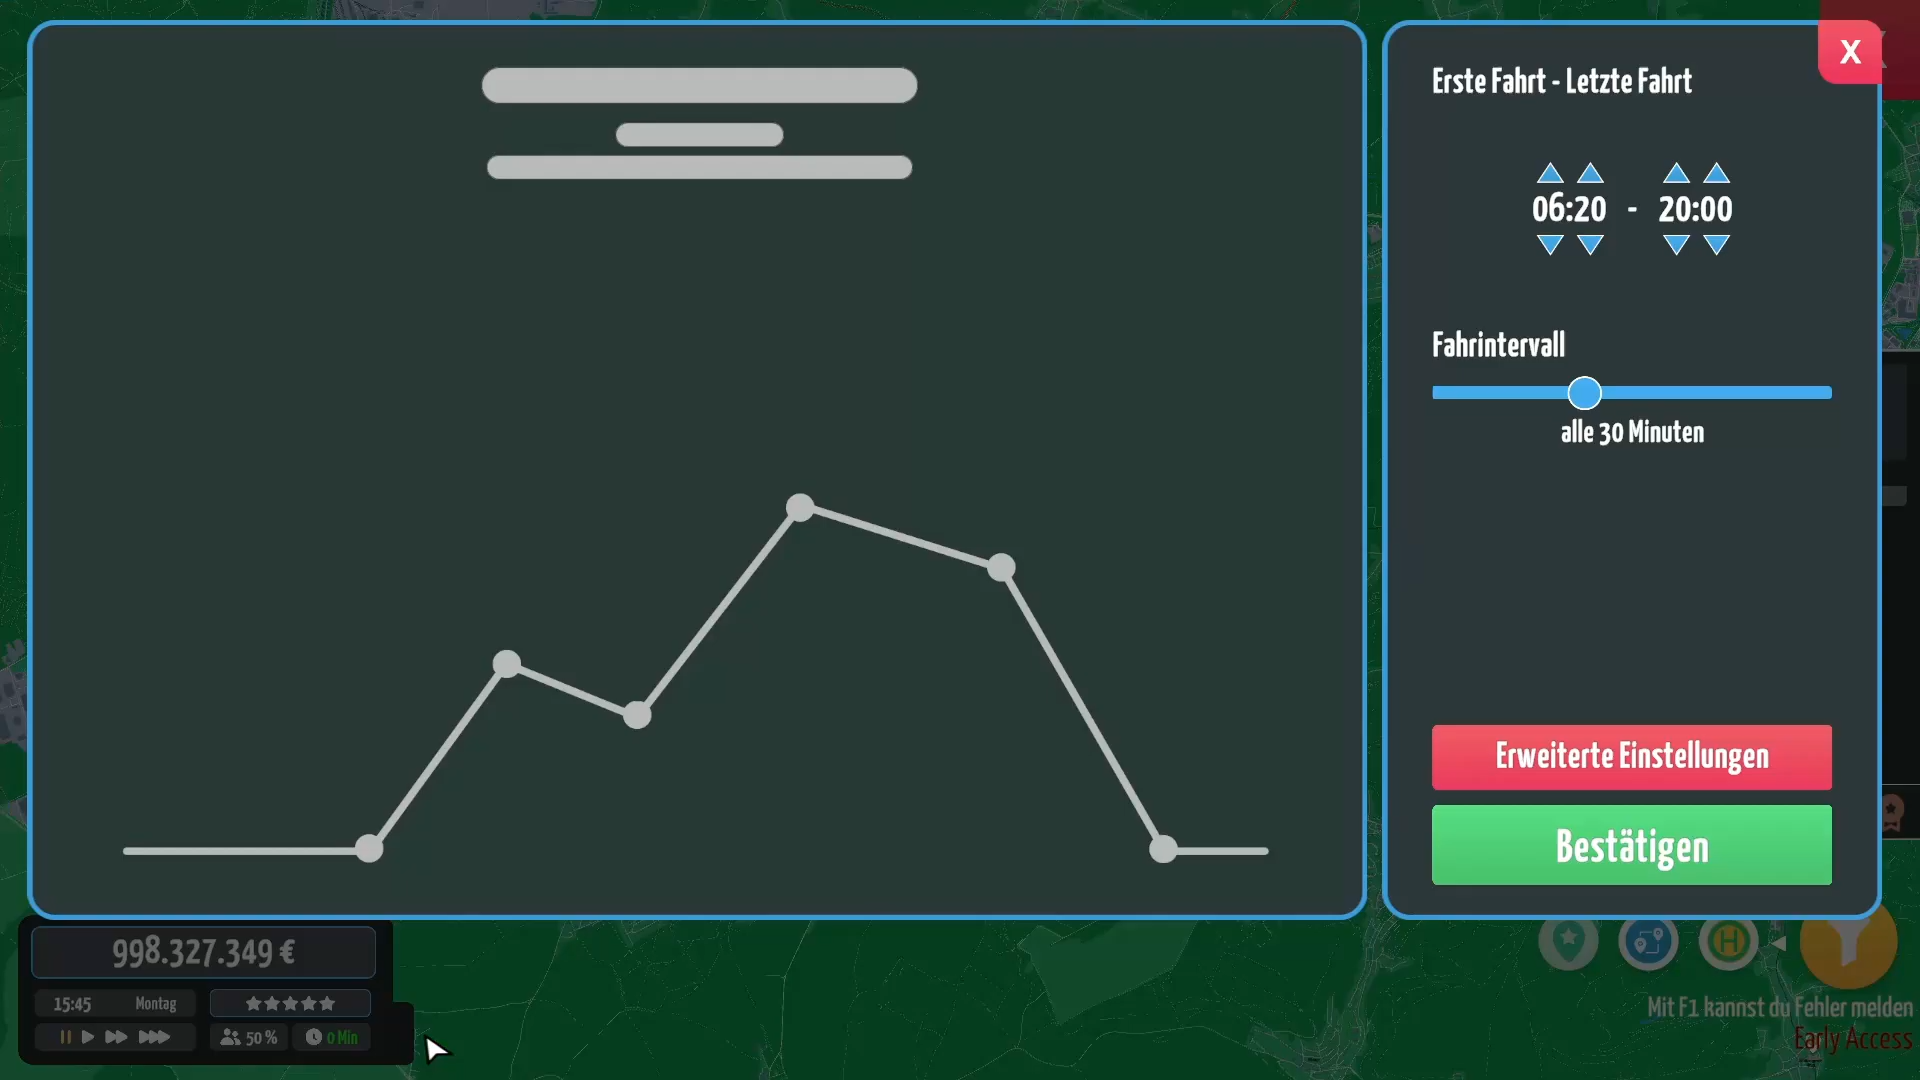 X
Erste Fahrt - Letzte Fahrt
06:20 - 20:00
Fahrintervall
alle 30 Minuten
Erweiterte Einstellungen
Bestätigen
998.327.349 €
15:45 Montag
50 % 0 Min
H
Mit F1 kannst du Fehler melden
Early Access